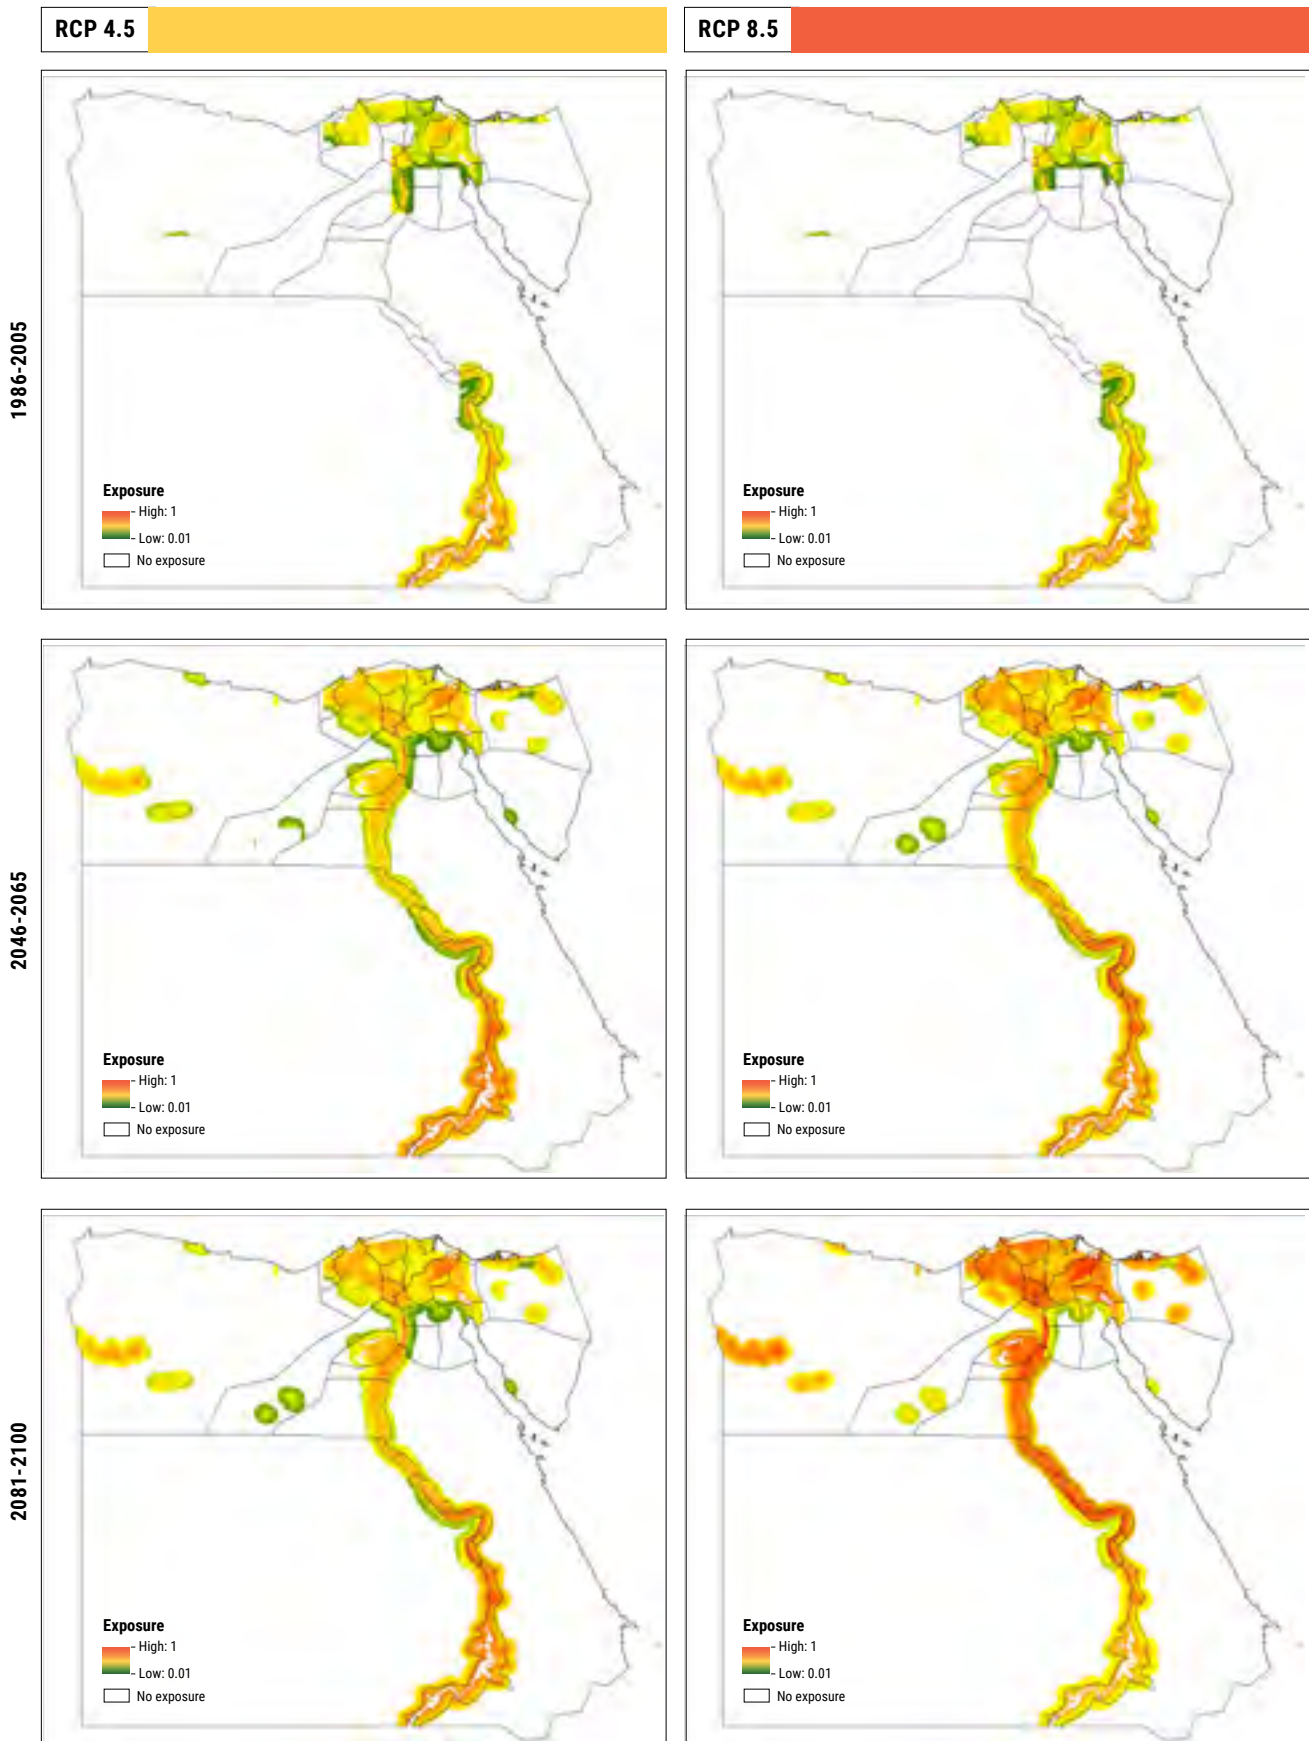 RCP 4.5
RCP 8.5
1986-2005
Exposure
High: 1
Low: 0.01
No exposure
Exposure
High: 1
Low: 0.01
No exposure
2046-2065
Exposure
High: 1
Low: 0.01
No exposure
Exposure
High: 1
Low: 0.01
No exposure
2081-2100
Exposure
High: 1
Low: 0.01
No exposure
Exposure
High: 1
Low: 0.01
No exposure